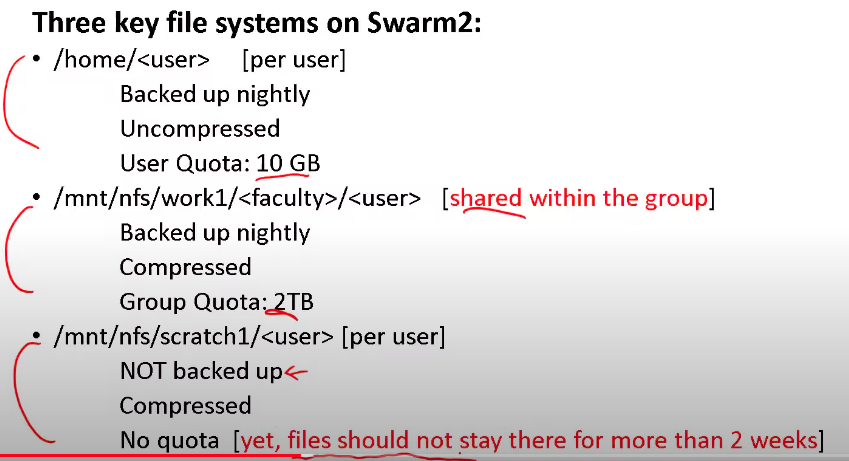 Three key file systems on Swarm2:
• /home/<user> [per user]
Backed up nightly
Uncompressed
User Quota: 10 GB
• /mnt/nfs/work1/<faculty>/<user> [shared within the group]
Backed up nightly
Compressed
Group Quota: 2TB
• /mnt/nfs/scratch1/<user> [per user]
NOT backed up
Compressed
No quota [yet, files should not stay there for more than 2 weeks]